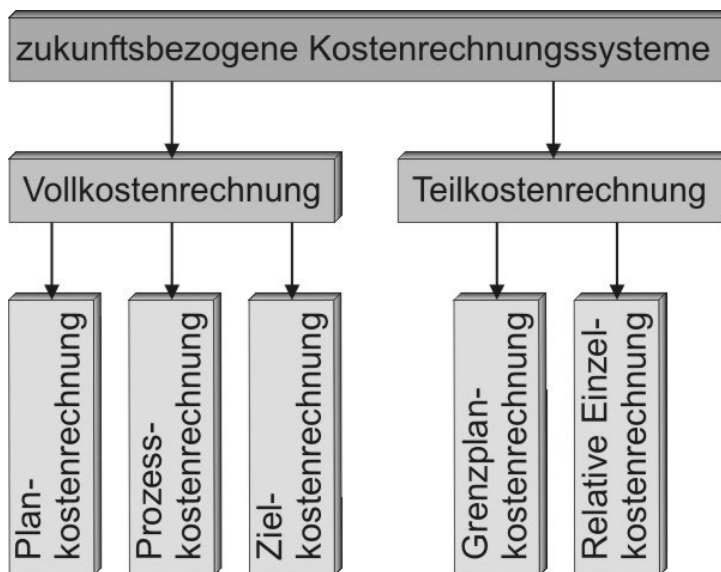 zukunftsbezogene Kostenrechnungssysteme
Vollkostenrechnung
Teilkostenrechnung
Plan-
kostenrechnung
Prozess-
kostenrechnung
Ziel-
kostenrechnung
Grenzplan-
kostenrechnung
Relative Einzel-
kostenrechnung